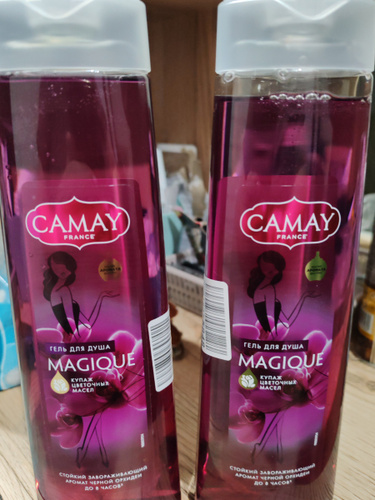 CAMAY
FRANCE
ГЕЛЬ ДЛЯ ДУША
MAGIQUE
КУПАЖ
ЦВЕТОЧНЫХ
МАСЕЛ
СТОЙКИЙ ЗАВОРАЖИВАЮЩИЙ
АРОМАТ ЧЕРНОЙ ОРХИДЕИ
ДО 8 ЧАСОВ*
CAMAY
FRANCE
ГЕЛЬ ДЛЯ ДУША
MAGIQUE
КУПАЖ
ЦВЕТОЧНЫХ
МАСЕЛ
СТОЙКИЙ ЗАВОРАЖИВАЮЩИЙ
АРОМАТ ЧЕРНОЙ ОРХИДЕИ
ДО 8 ЧАСОВ*